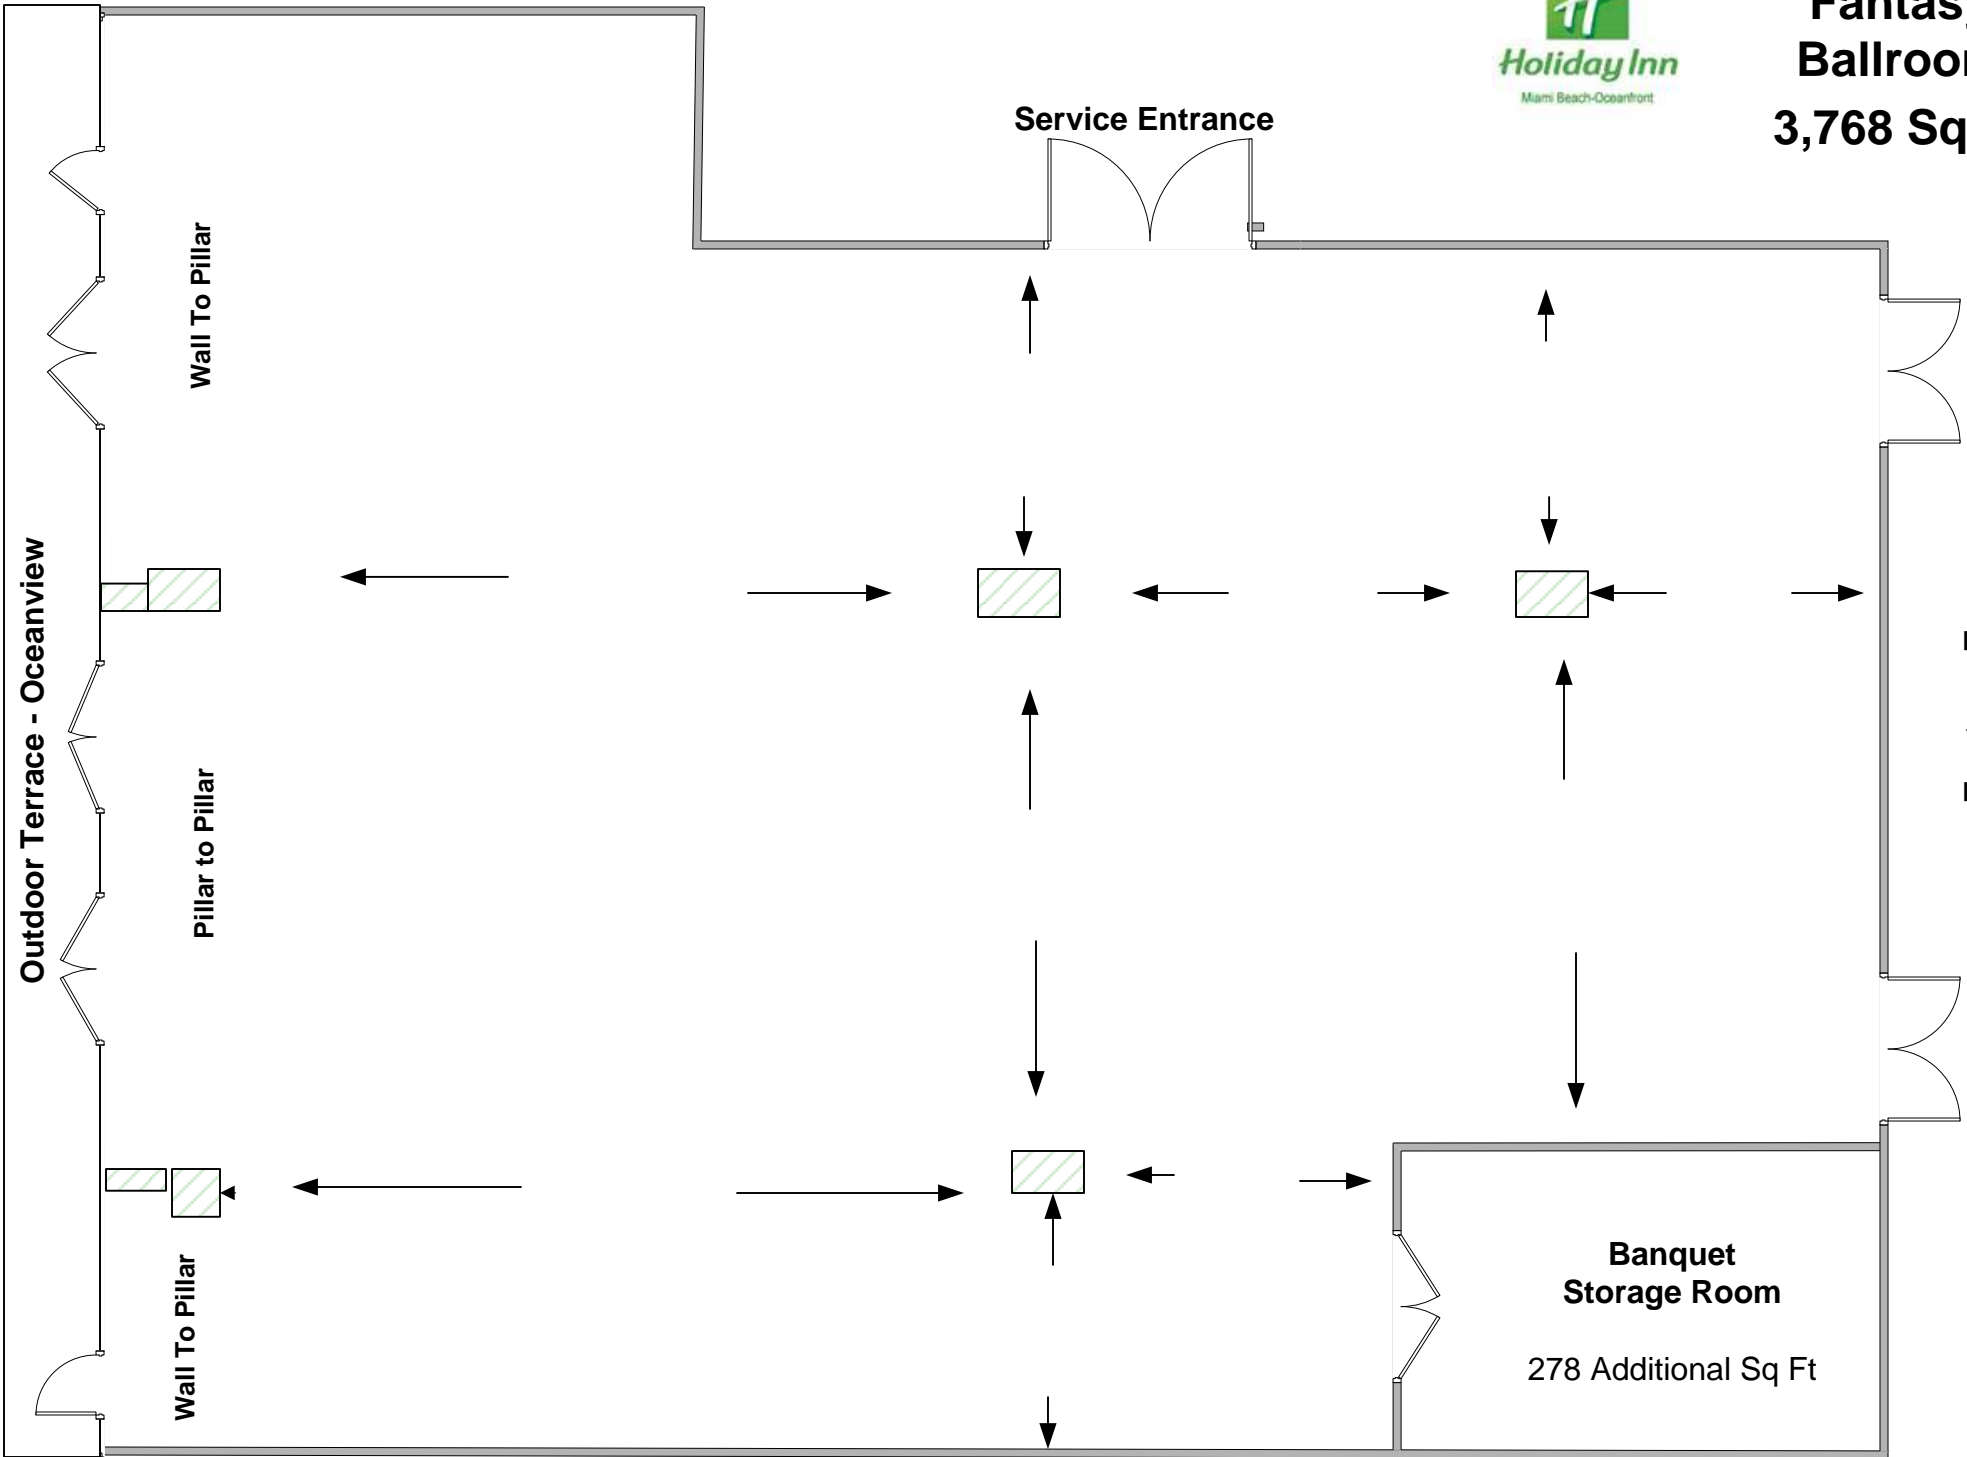 Holiday Inn
Miami Beach-Oceanfront
Ballroo
3,768 Sq
Service Entrance
Wall To Pillar
Outdoor Terrace - Oceanview
Pillar to Pillar
Wall To Pillar
Banquet
Storage Room
278 Additional Sq Ft